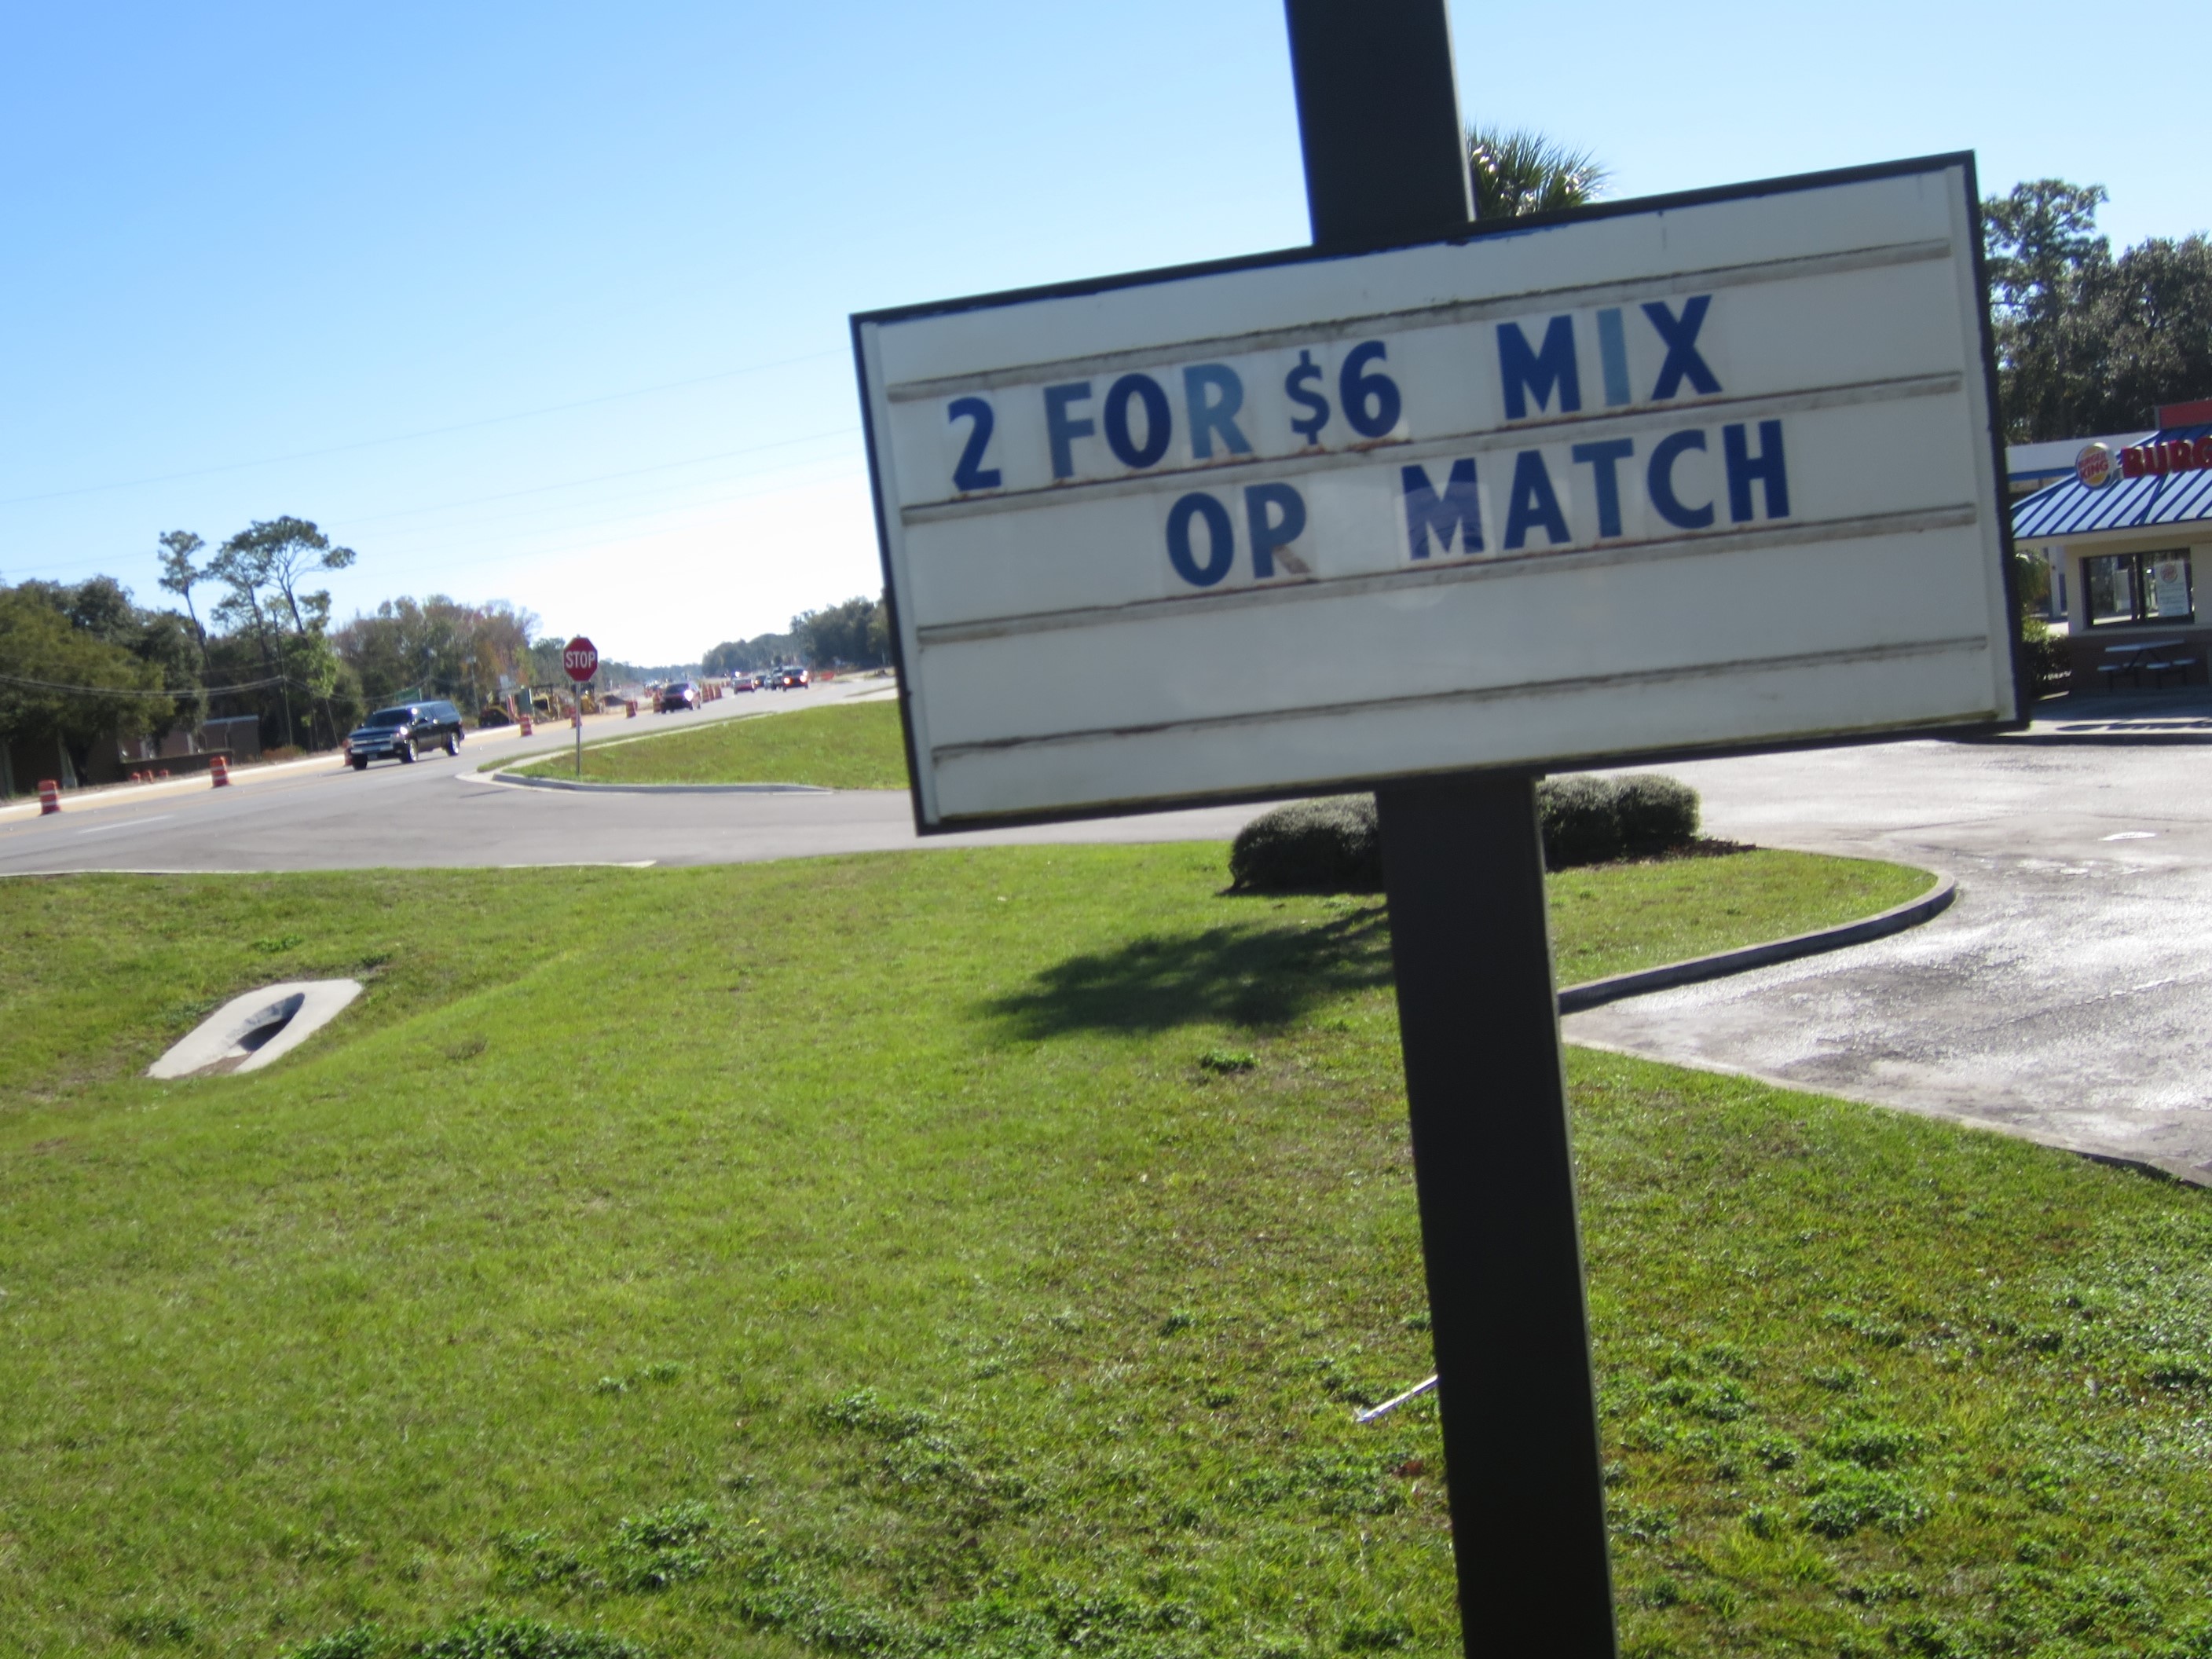 2 FOR $6 MIX
OR MATCH
STOP
BURGER
KING
BURG